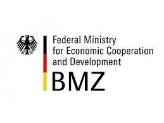 Federal Ministry
for Economic Cooperation
and Development
BMZ